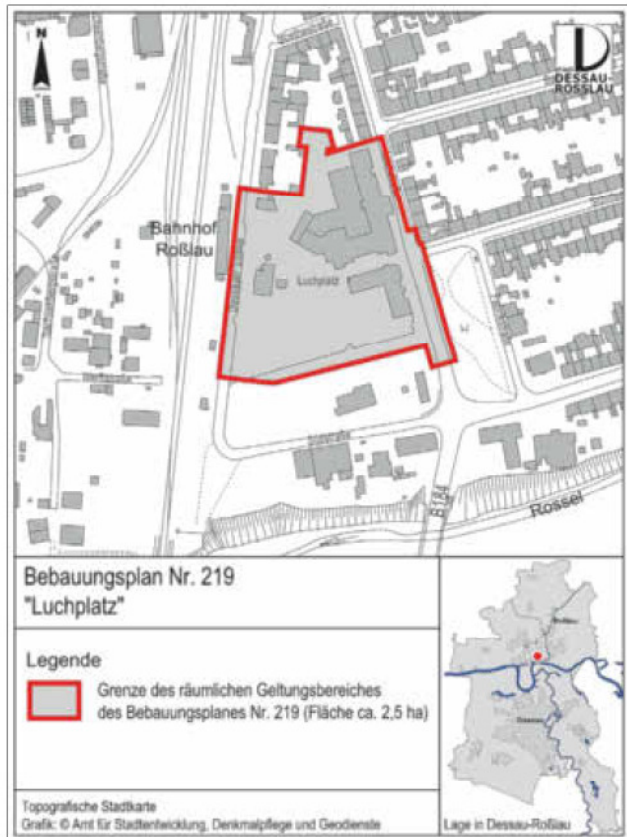 N
DESSAU-
ROSSLAU
Bahnhof
Roßlau
Luchplatz
B184
Rossel
Bebauungsplan Nr. 219
"Luchplatz"
Legende
Grenze des räumlichen Geltungsbereiches
des Bebauungsplanes Nr. 219 (Fläche ca. 2,5 ha)
Roßlau
Dessau
Topografische Stadtkarte
Grafik: © Amt für Stadtentwicklung, Denkmalpflege und Geodienste
Lage in Dessau-Roßlau